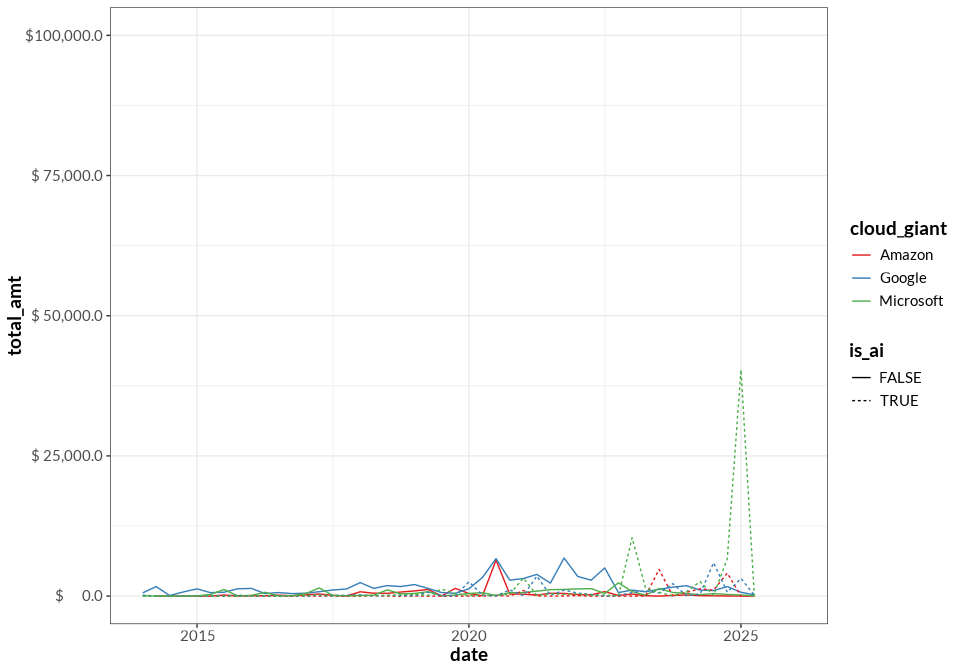 $100,000.0
$ 75,000.0
$ 50,000.0
$ 25,000.0
$ 0.0
total_amt
2015 2020 2025
date
cloud_giant
Amazon
Google
Microsoft
is_ai
FALSE
TRUE